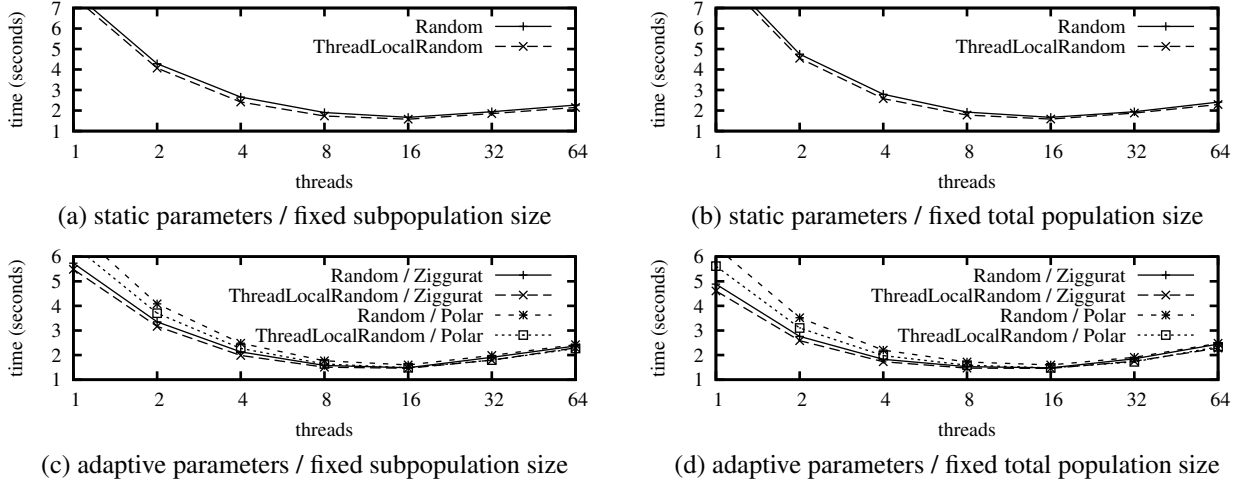 7
6
5
4
3
2
1
time (seconds)
Random
ThreadLocalRandom
1 2 4 8 16 32 64
threads
(a) static parameters / fixed subpopulation size
7
6
5
4
3
2
1
time (seconds)
Random
ThreadLocalRandom
1 2 4 8 16 32 64
threads
(b) static parameters / fixed total population size
6
5
4
3
2
1
time (seconds)
Random / Ziggurat
ThreadLocalRandom / Ziggurat
Random / Polar
ThreadLocalRandom / Polar
1 2 4 8 16 32 64
threads
(c) adaptive parameters / fixed subpopulation size
6
5
4
3
2
1
time (seconds)
Random / Ziggurat
ThreadLocalRandom / Ziggurat
Random / Polar
ThreadLocalRandom / Polar
1 2 4 8 16 32 64
threads
(d) adaptive parameters / fixed total population size